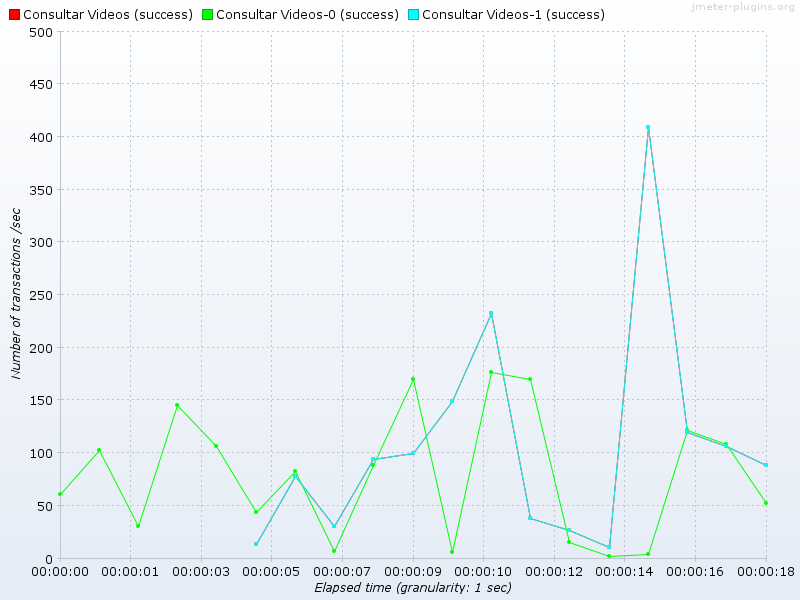 Consultar Videos (success) Consultar Videos-0 (success) Consultar Videos-1 (success)
jmeter-plugins.org
500
450
400
350
300
250
200
150
100
50
0
Number of transactions /sec
00:00:00 00:00:01 00:00:03 00:00:05 00:00:07 00:00:09 00:00:10 00:00:12 00:00:14 00:00:16 00:00:18
Elapsed time (granularity: 1 sec)